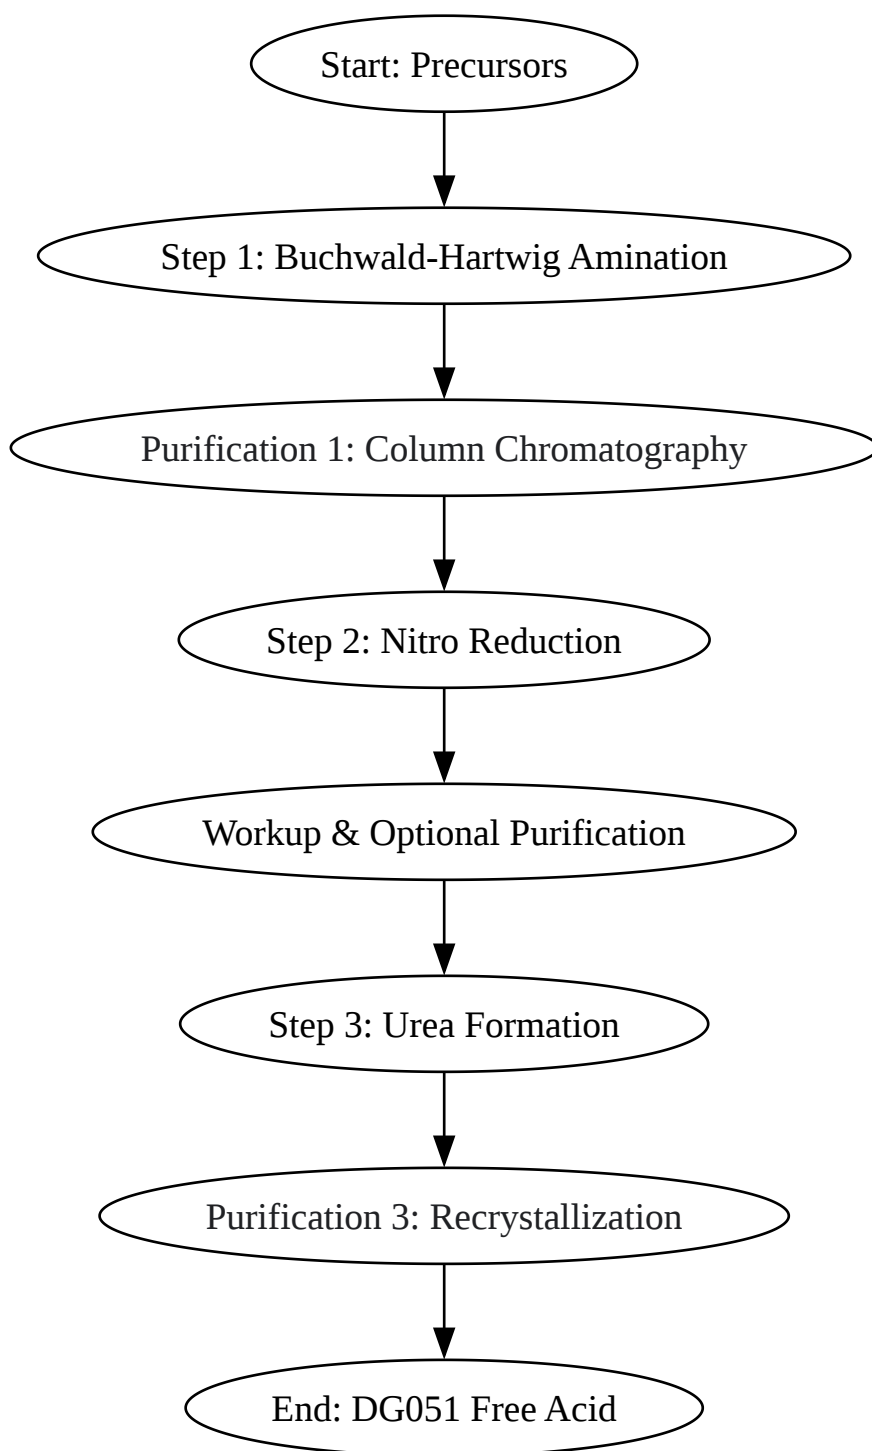 Start: Precursors
Step 1: Buchwald-Hartwig Amination
Purification 1: Column Chromatography
Step 2: Nitro Reduction
Workup & Optional Purification
Step 3: Urea Formation
Purification 3: Recrystallization
End: DG051 Free Acid